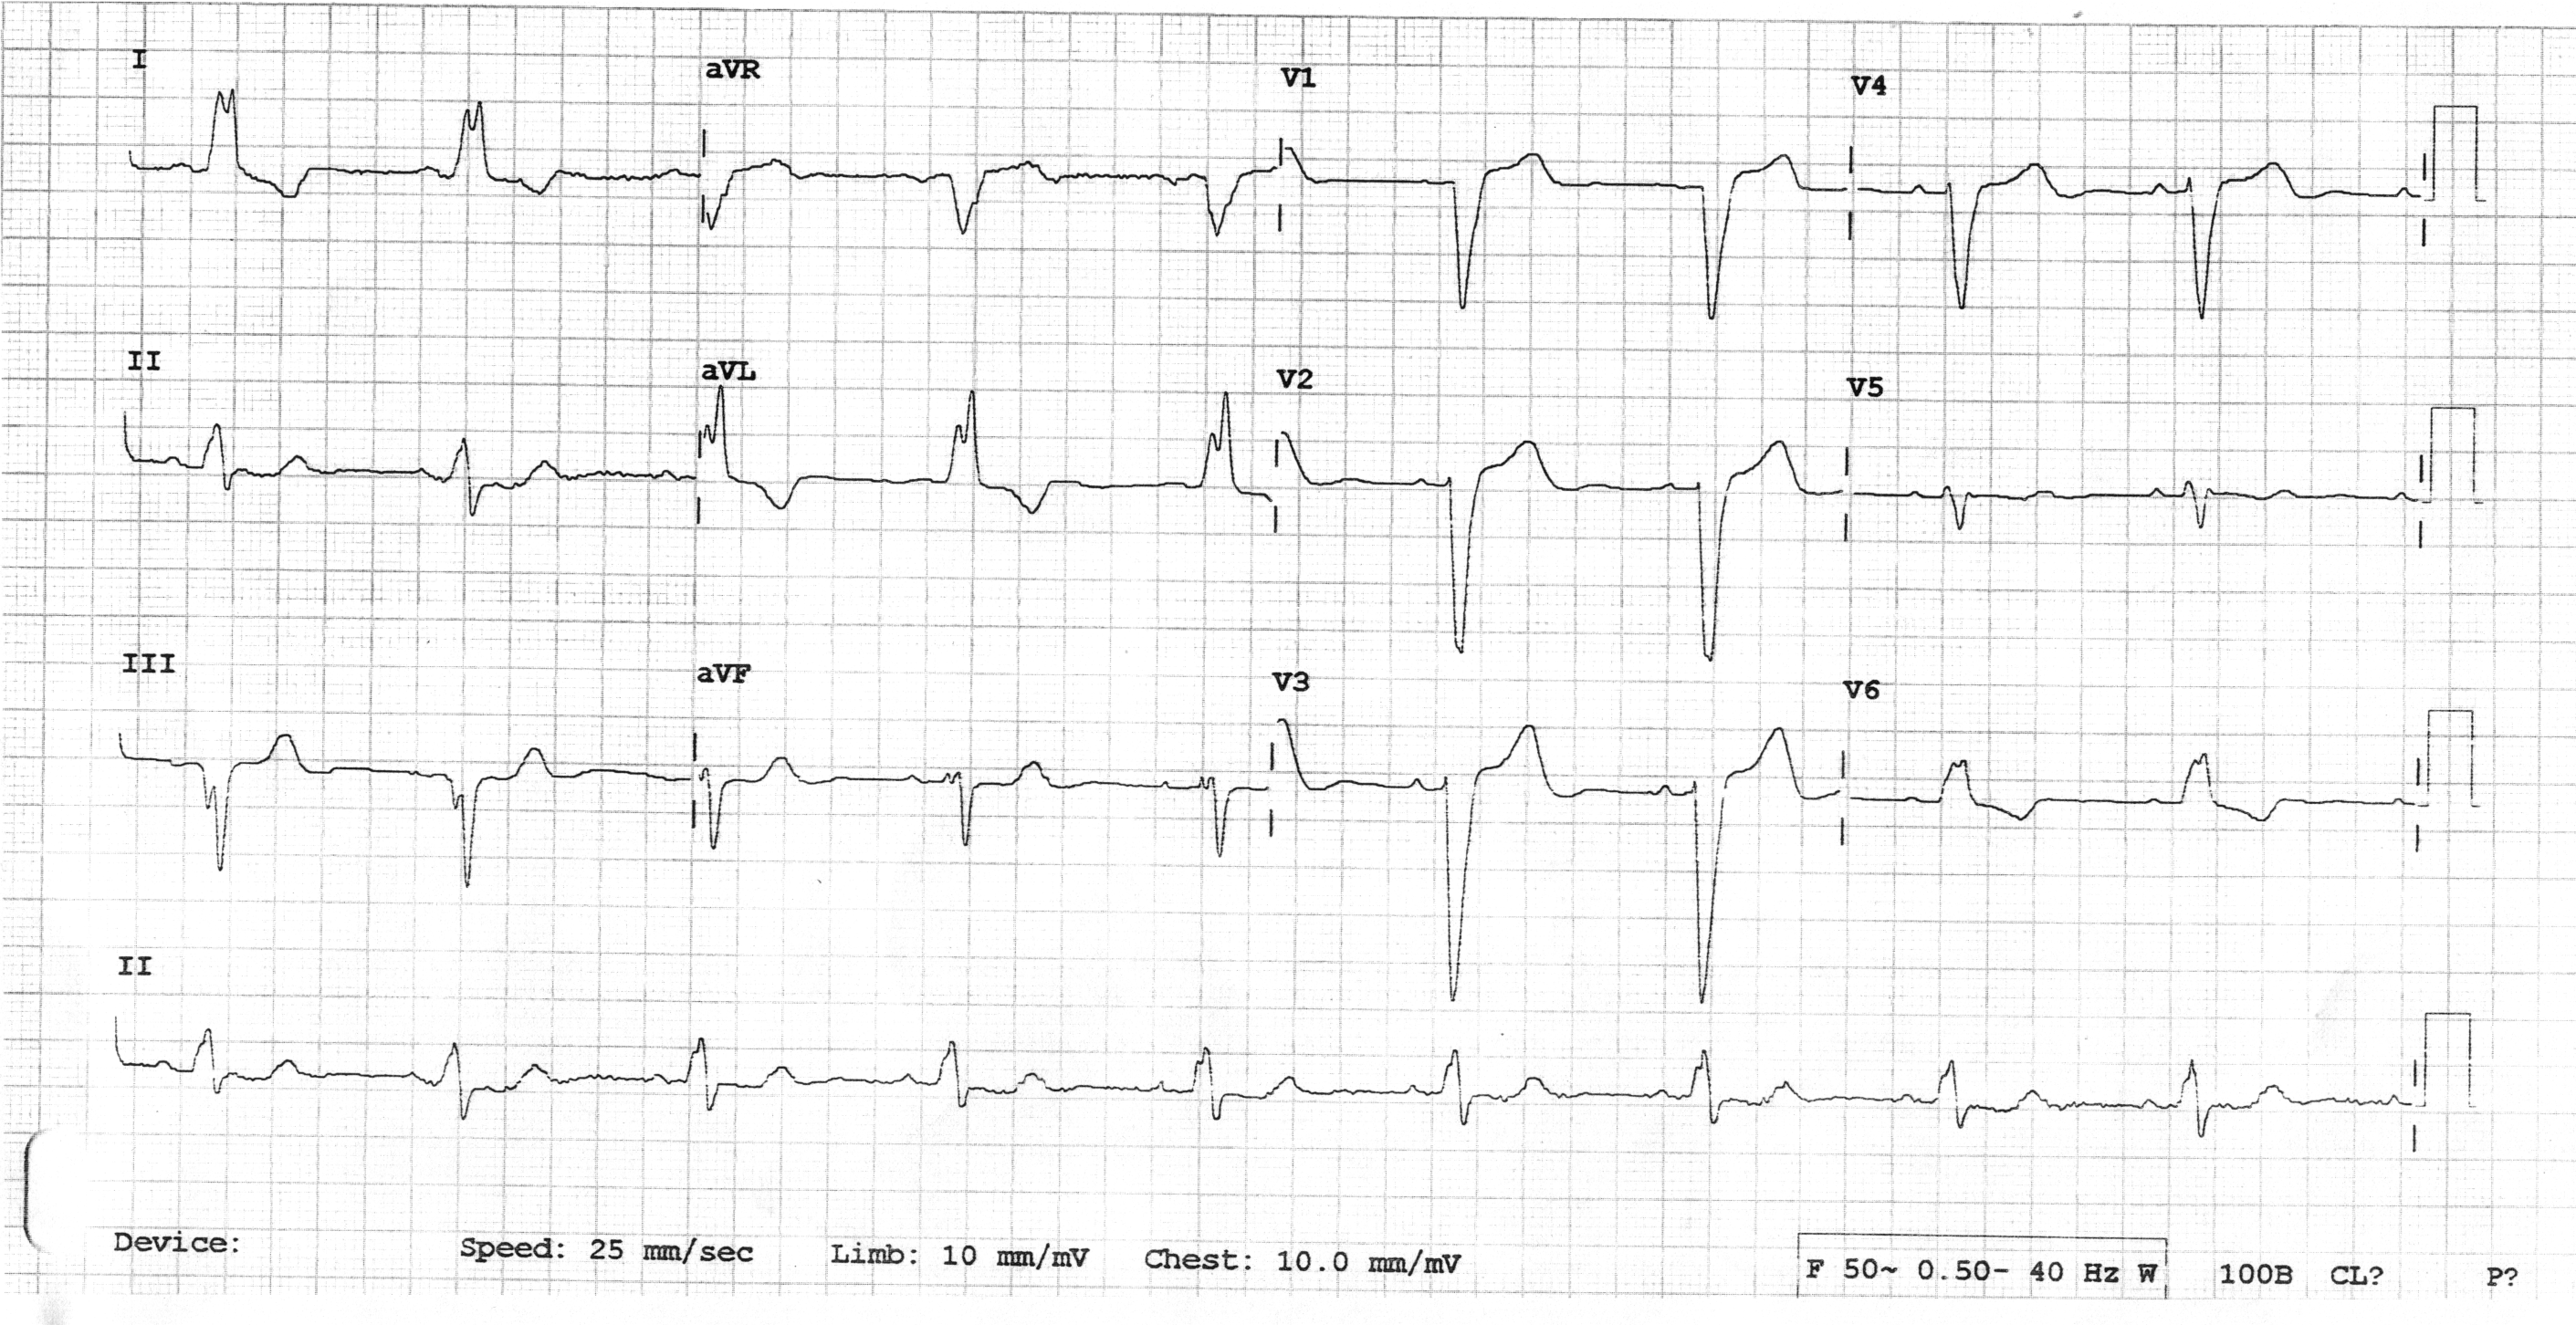 I aVR V1 V4
II aVL V2 V5
III aVF V3 V6
II
Device: Speed: 25 mm/sec Limb: 10 mm/mV Chest: 10.0 mm/mV F 50~ 0.50- 40 Hz W 100B CL? P?